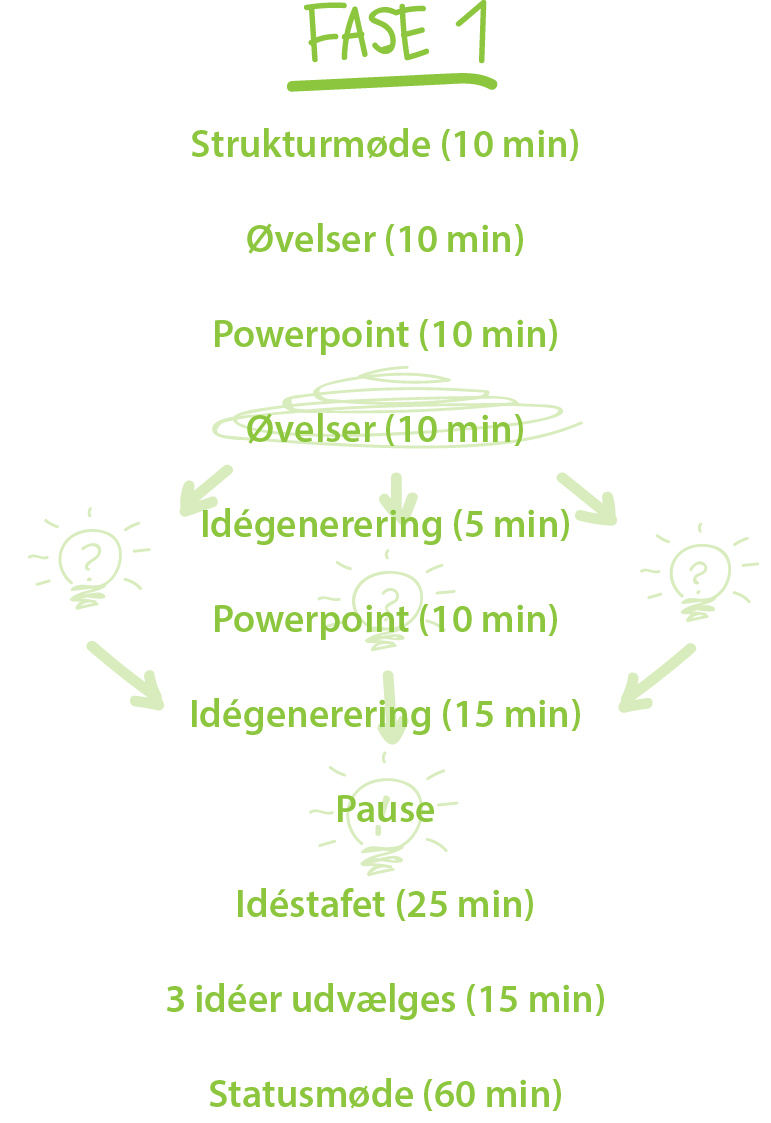 FASE 1
Strukturmøde (10 min)
Øvelser (10 min)
Powerpoint (10 min)
Øvelser (10 min)
Idégenerering (5 min)
Powerpoint (10 min)
Idégenerering (15 min)
Pause
Idéstafet (25 min)
3 idéer udvælges (15 min)
Statusmøde (60 min)